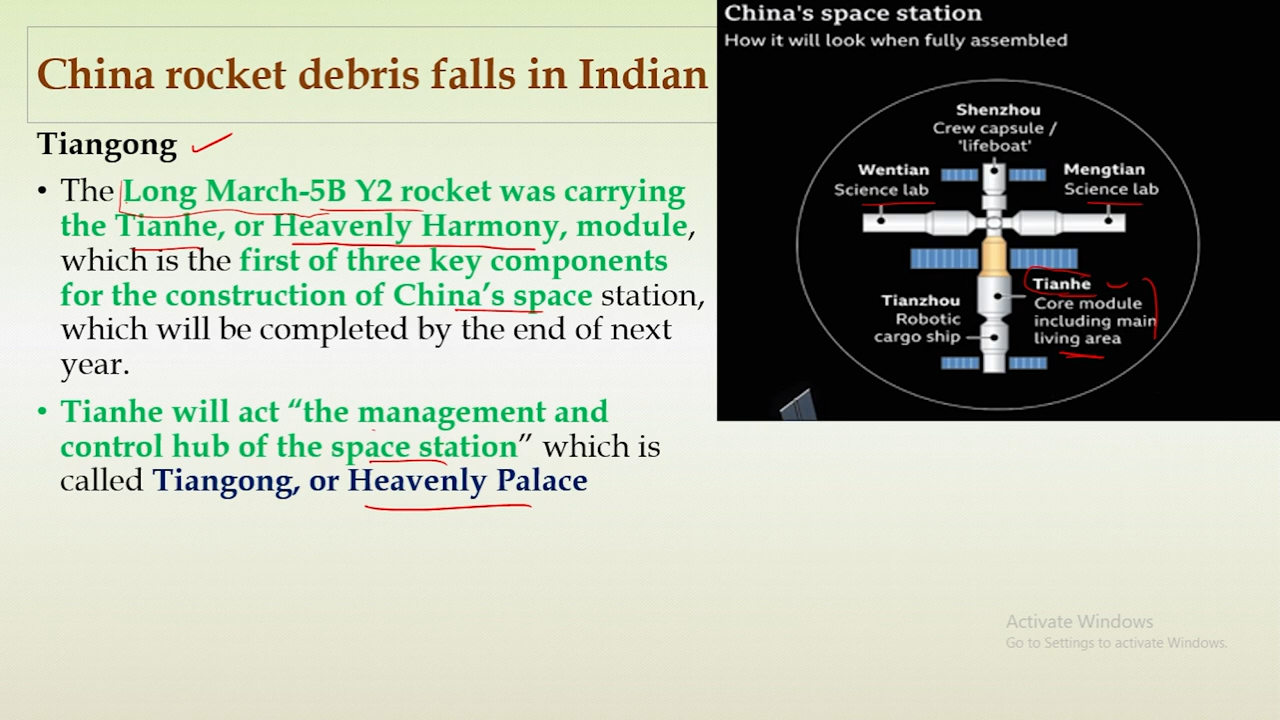 China rocket debris falls in Indian
Tiangong
• The Long March-5B Y2 rocket was carrying
the Tianhe, or Heavenly Harmony, module,
which is the first of three key components
for the construction of China’s space station,
which will be completed by the end of next
year.
• Tianhe will act “the management and
control hub of the space station” which is
called Tiangong, or Heavenly Palace
China's space station
How it will look when fully assembled
Shenzhou
Crew capsule /
'lifeboat'
Wentian
Science lab
Mengtian
Science lab
Tianhe
Core module
including main
living area
Tianzhou
Robotic
cargo ship
Activate Windows
Go to Settings to activate Windows.